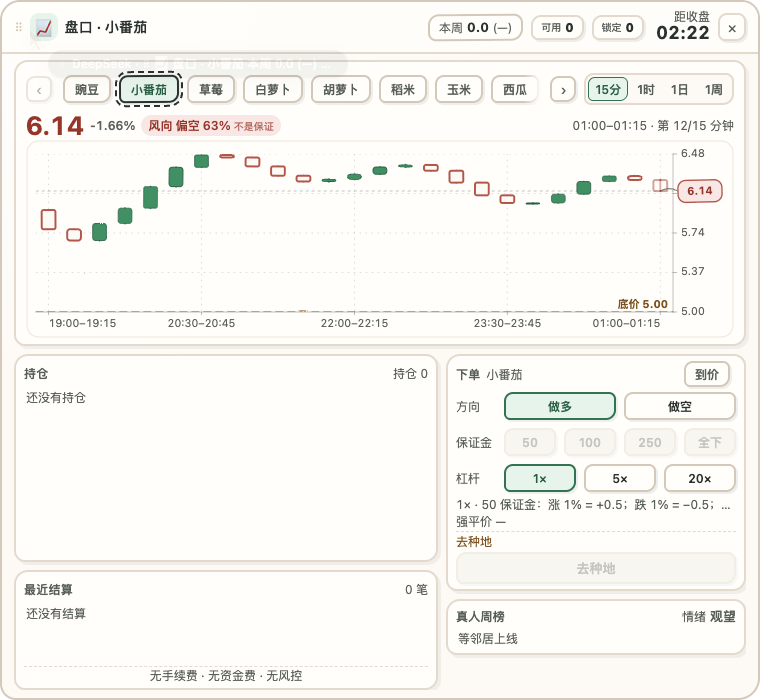 盘口 · 小番茄
本周 0.0 (—)
可用 0
锁定 0
距收盘
02:22
×
‹
豌豆
小番茄
草莓
白萝卜
胡萝卜
稻米
玉米
西瓜
›
15分
1时
1日
1周
6.14 -1.66% 风向 偏空 63% 不是保证
01:00–01:15 · 第 12/15 分钟
6.48
6.14
5.74
5.37
底价 5.00
5.00
19:00–19:15
20:30–20:45
22:00–22:15
23:30–23:45
01:00–01:15
持仓
持仓 0
还没有持仓
最近结算
0 笔
还没有结算
无手续费 · 无资金费 · 无风控
下单 小番茄
到价
方向
做多
做空
保证金
50
100
250
全下
杠杆
1×
5×
20×
1× · 50 保证金: 涨 1% = +0.5; 跌 1% = −0.5; …
强平价 —
去种地
去种地
真人周榜
情绪 观望
等邻居上线